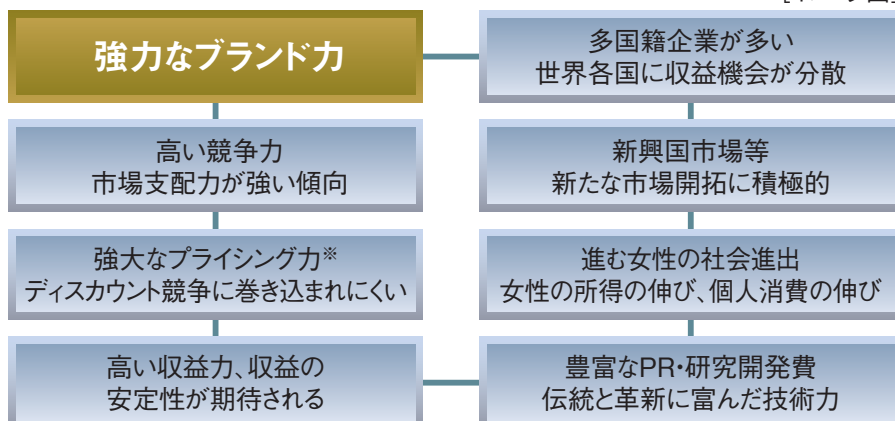 強力なブランド力
多国籍企業が多い
世界各国に収益機会が分散
高い競争力
市場支配力が強い傾向
新興国市場等
新たな市場開拓に積極的
強大なプライシング力※
ディスカウント競争に巻き込まれにくい
進む女性の社会進出
女性の所得の伸び、個人消費の伸び
高い収益力、収益の
安定性が期待される
豊富なPR・研究開発費
伝統と革新に富んだ技術力